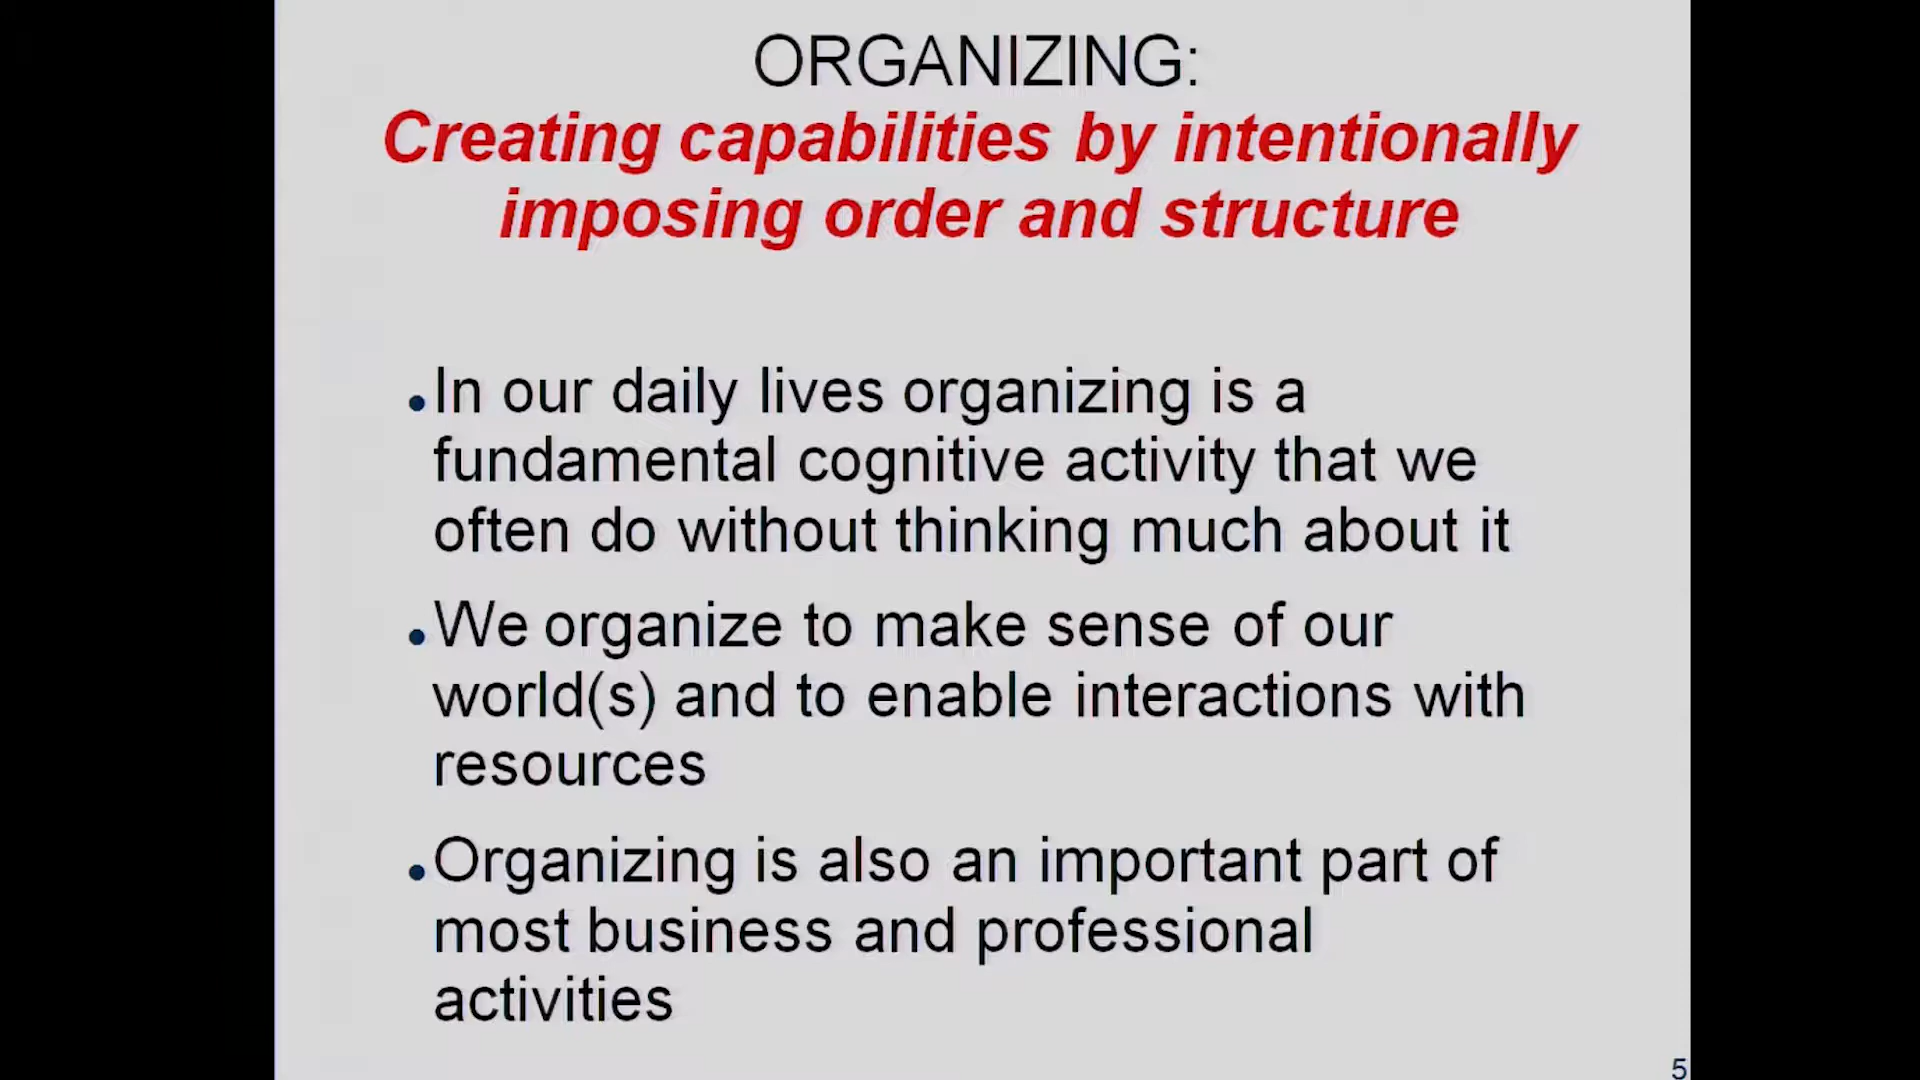 ORGANIZING:
Creating capabilities by intentionally
imposing order and structure
•In our daily lives organizing is a
fundamental cognitive activity that we
often do without thinking much about it
•We organize to make sense of our
world(s) and to enable interactions with
resources
•Organizing is also an important part of
most business and professional
activities
5